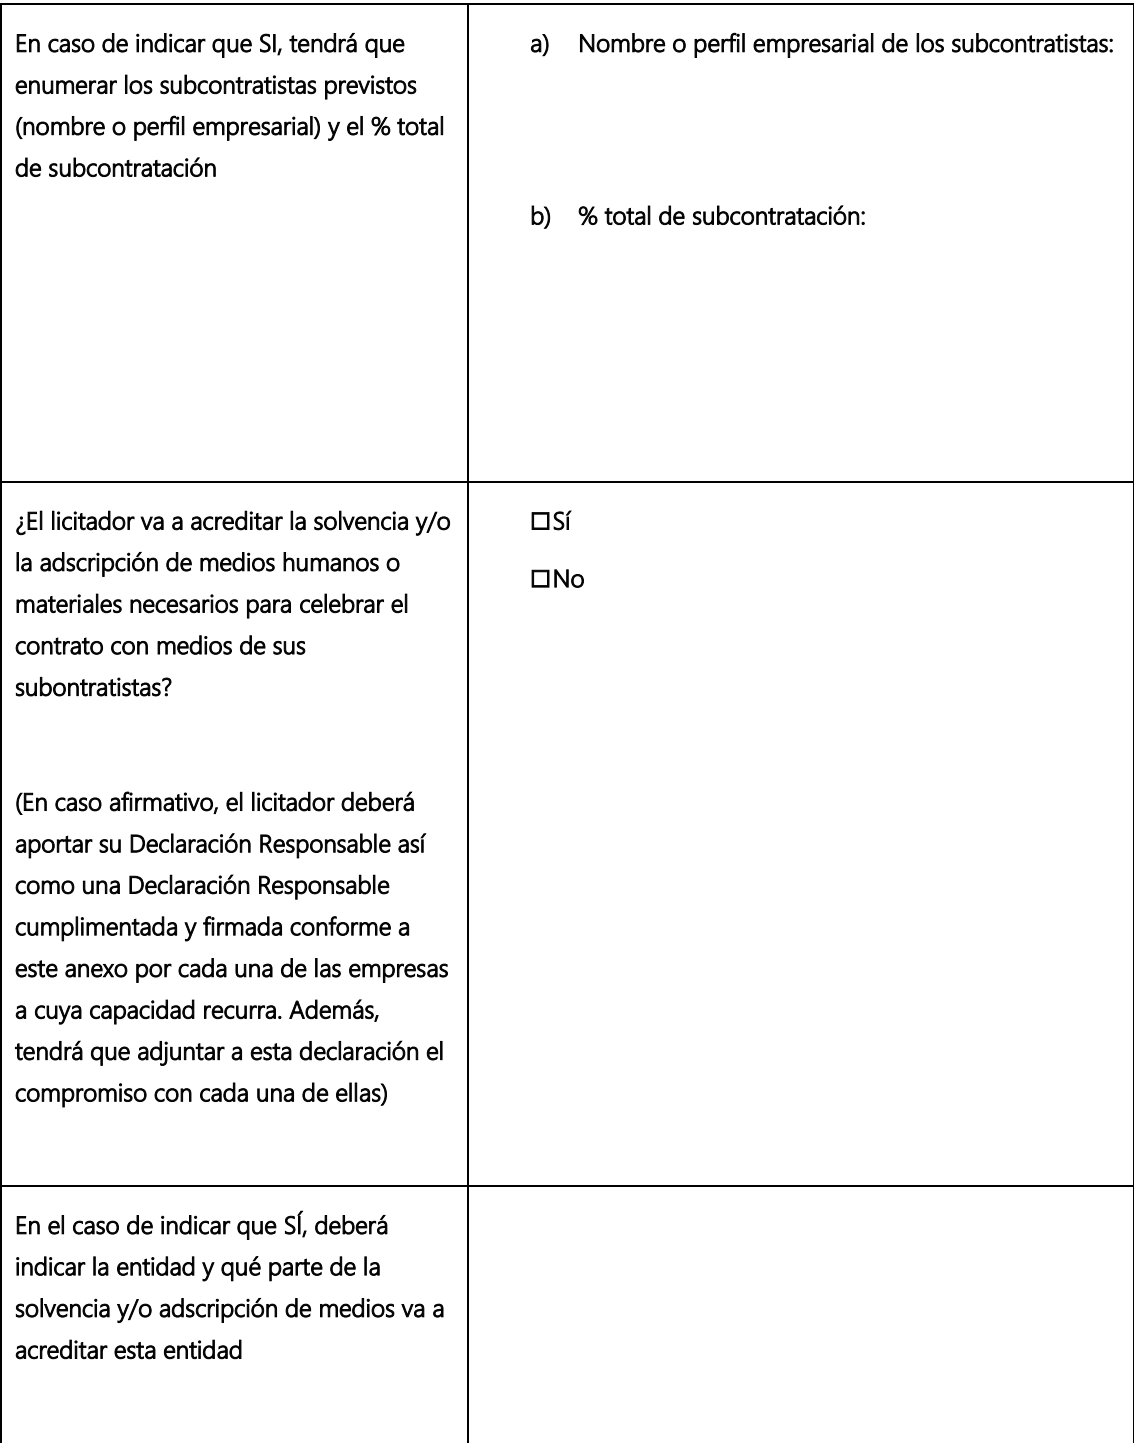 En caso de indicar que SI, tendrá que
enumerar los subcontratistas previstos
(nombre o perfil empresarial) y el % total
de subcontratación
a) Nombre o perfil empresarial de los subcontratistas:
b) % total de subcontratación:
¿El licitador va a acreditar la solvencia y/o
la adscripción de medios humanos o
materiales necesarios para celebrar el
contrato con medios de sus
subontratistas?
(En caso afirmativo, el licitador deberá
aportar su Declaración Responsable así
como una Declaración Responsable
cumplimentada y firmada conforme a
este anexo por cada una de las empresas
a cuya capacidad recurra. Además,
tendrá que adjuntar a esta declaración el
compromiso con cada una de ellas)
☐Sí
☐No
En el caso de indicar que SÍ, deberá
indicar la entidad y qué parte de la
solvencia y/o adscripción de medios va a
acreditar esta entidad